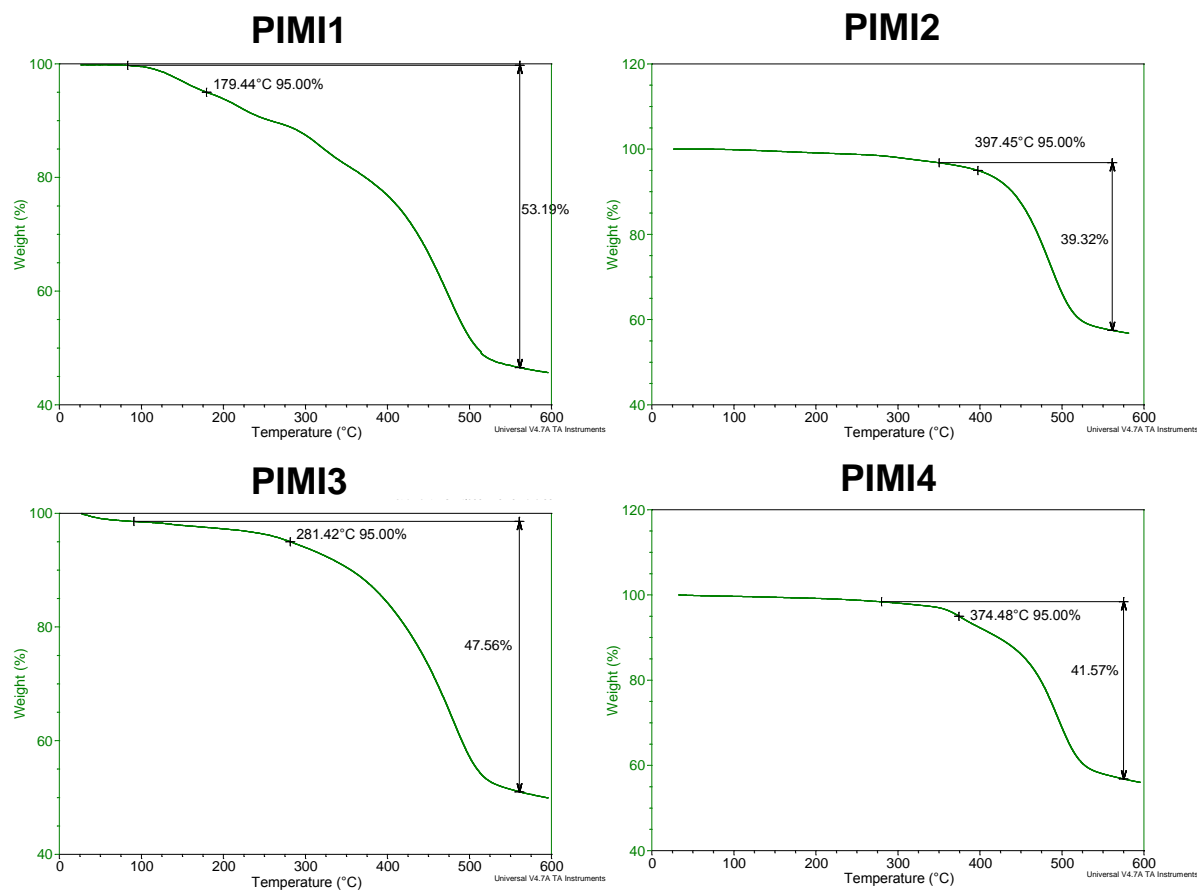 PIMI1
100
80
60
40
Weight (%)
179.44°C 95.00%
53.19%
0
100
200
300
400
500
600
Temperature (°C)
Universal V4.7A TA Instruments
PIMI2
120
100
80
60
40
Weight (%)
397.45°C 95.00%
39.32%
0
100
200
300
400
500
600
Temperature (°C)
Universal V4.7A TA Instruments
PIMI3
100
80
60
40
Weight (%)
281.42°C 95.00%
47.56%
0
100
200
300
400
500
600
Temperature (°C)
Universal V4.7A TA Instruments
PIMI4
120
100
80
60
40
Weight (%)
374.48°C 95.00%
41.57%
0
100
200
300
400
500
600
Temperature (°C)
Universal V4.7A TA Instruments